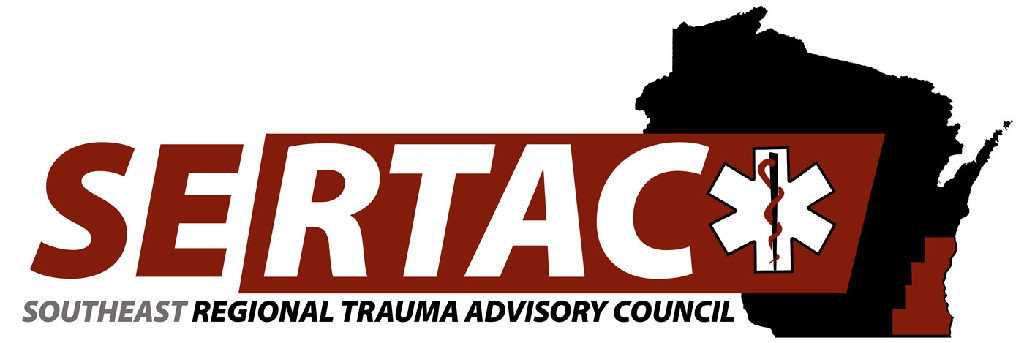 SERTAC
SOUTHEAST REGIONAL TRAUMA ADVISORY COUNCIL